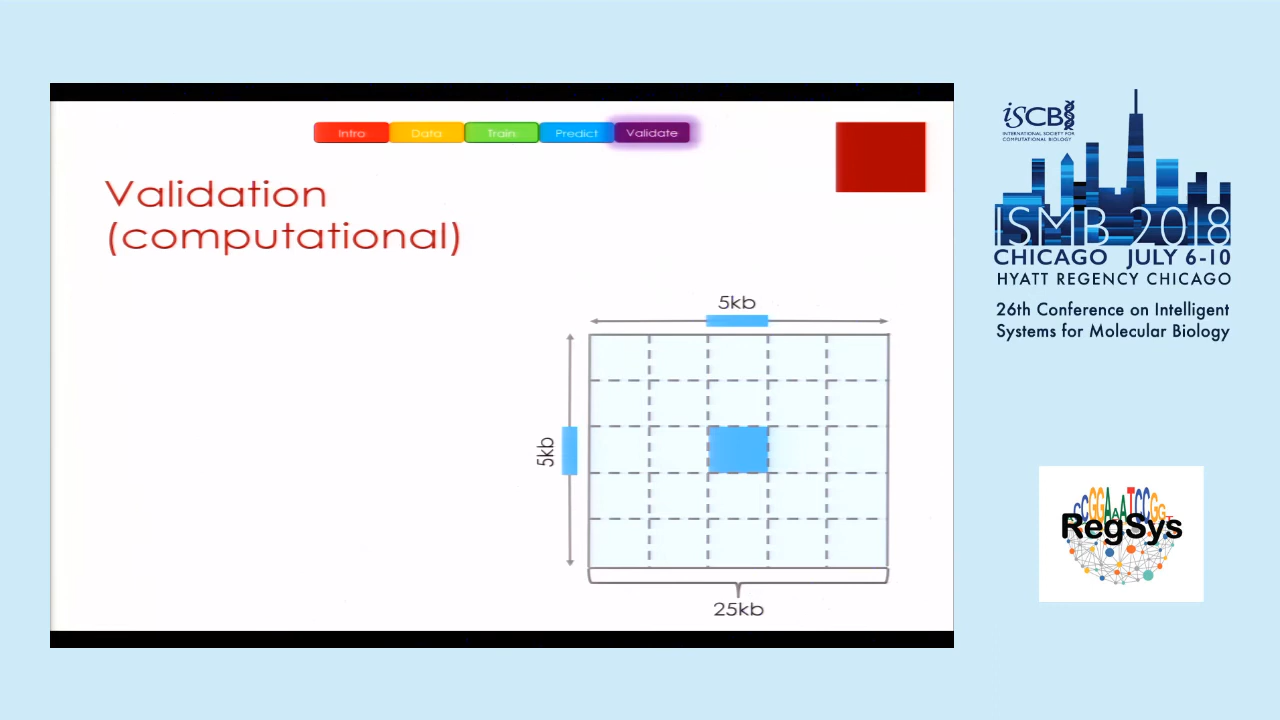 Intro
Data
Train
Predict
Validate
Validation
(computational)
5kb
5kb
25kb
ISCB
INTERNATIONAL SOCIETY FOR
COMPUTATIONAL BIOLOGY
ISMB 2018
CHICAGO JULY 6-10
HYATT REGENCY CHICAGO
26th Conference on Intelligent
Systems for Molecular Biology
CCGGAAATCCGGT
RegSys